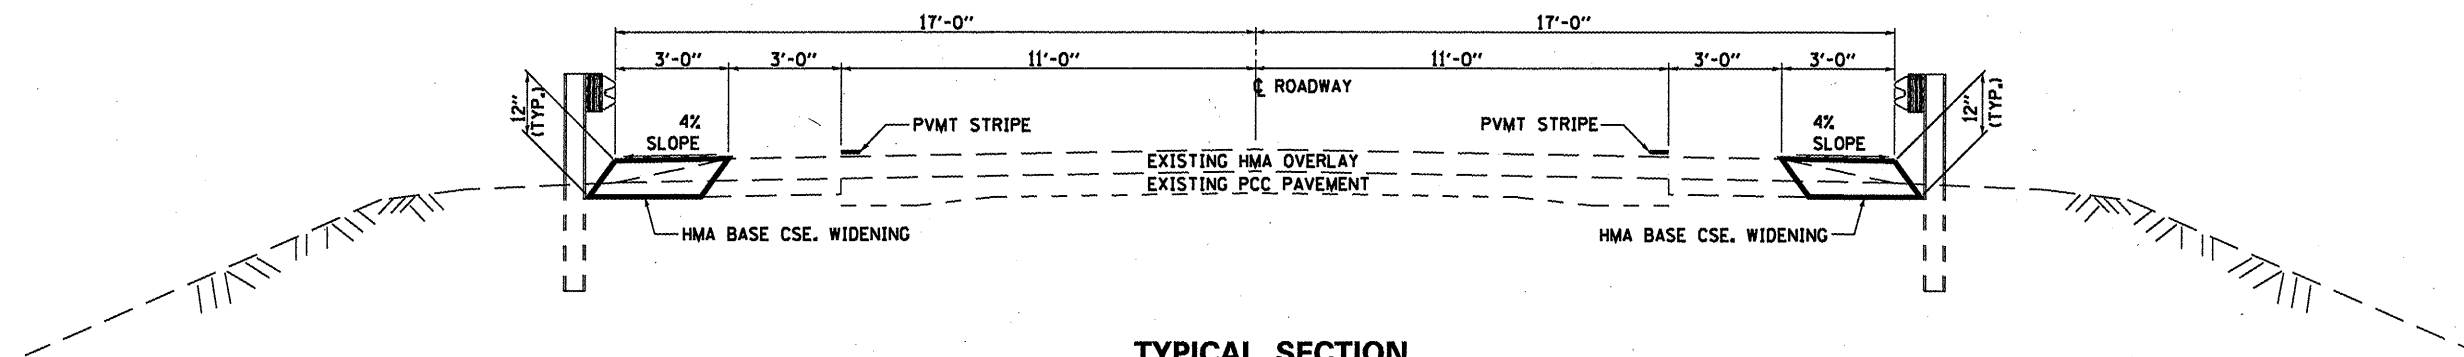 17'-0" 17'-0"
3'-0" 3'-0" 11'-0" 11'-0" 3'-0" 3'-0"
℄ ROADWAY
12"
(TYP.)
12"
(TYP.)
4%
SLOPE
PVMT STRIPE
PVMT STRIPE
4%
SLOPE
EXISTING HMA OVERLAY
EXISTING PCC PAVEMENT
HMA BASE CSE. WIDENING
HMA BASE CSE. WIDENING
TYPICAL SECTION